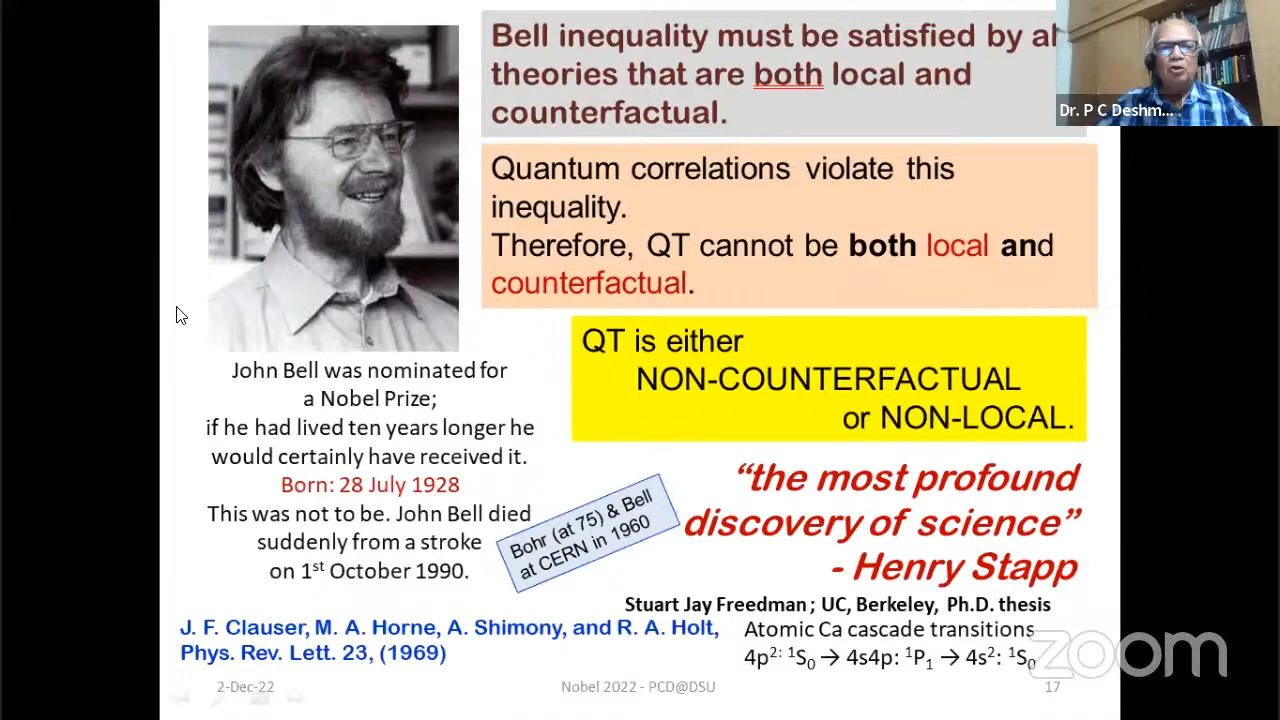 Bell inequality must be satisfied by al
theories that are both local and
counterfactual.
Dr. P C Deshm...
Quantum correlations violate this
inequality.
Therefore, QT cannot be both local and
counterfactual.
QT is either
NON-COUNTERFACTUAL
or NON-LOCAL.
John Bell was nominated for
a Nobel Prize;
if he had lived ten years longer he
would certainly have received it.
Born: 28 July 1928
This was not to be. John Bell died
suddenly from a stroke
on 1st October 1990.
Bohr (at 75) & Bell
at CERN in 1960
“the most profound
discovery of science”
- Henry Stapp
Stuart Jay Freedman ; UC, Berkeley, Ph.D. thesis
Atomic Ca cascade transitions
4p²: ¹S₀ → 4s4p: ¹P₁ → 4s²: ¹S₀
J. F. Clauser, M. A. Horne, A. Shimony, and R. A. Holt,
Phys. Rev. Lett. 23, (1969)
zoom
2-Dec-22
Nobel 2022 - PCD@DSU
17